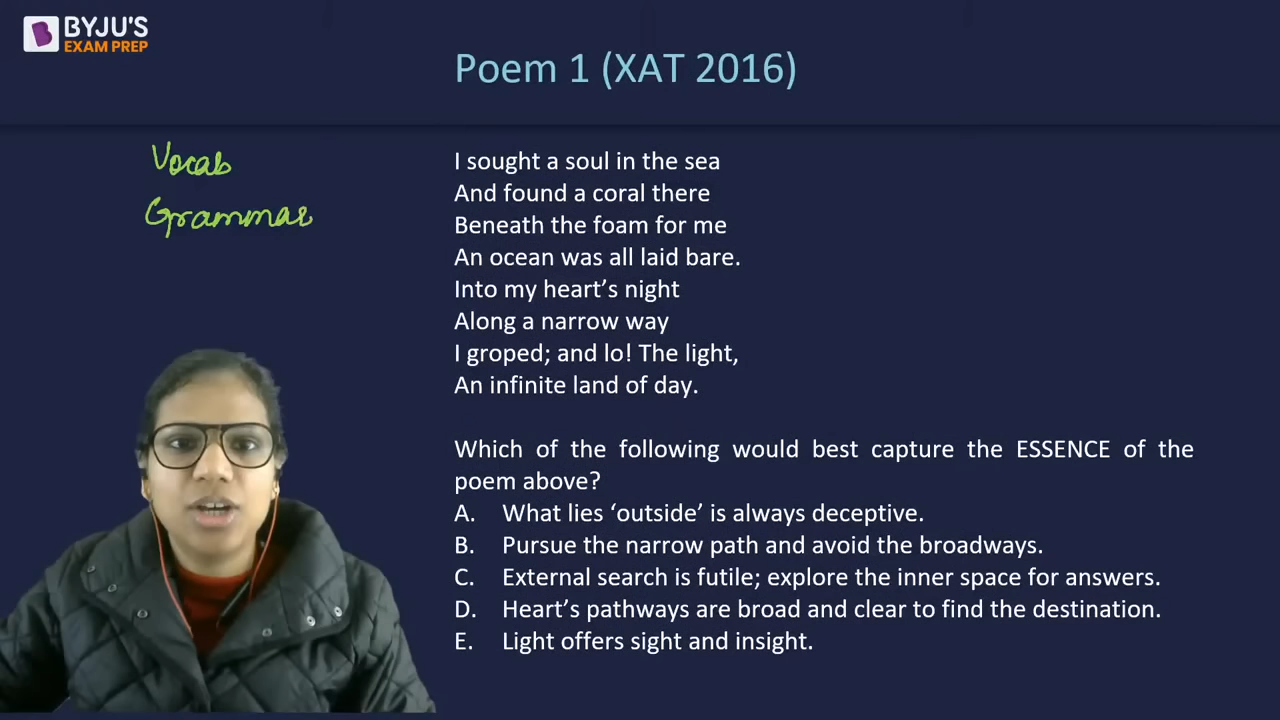 BYJU'S
EXAM PREP
Poem 1 (XAT 2016)
Vocab
Grammar
I sought a soul in the sea
And found a coral there
Beneath the foam for me
An ocean was all laid bare.
Into my heart's night
Along a narrow way
I groped; and lo! The light,
An infinite land of day.
Which of the following would best capture the ESSENCE of the
poem above?
A. What lies 'outside' is always deceptive.
B. Pursue the narrow path and avoid the broadways.
C. External search is futile; explore the inner space for answers.
D. Heart's pathways are broad and clear to find the destination.
E. Light offers sight and insight.